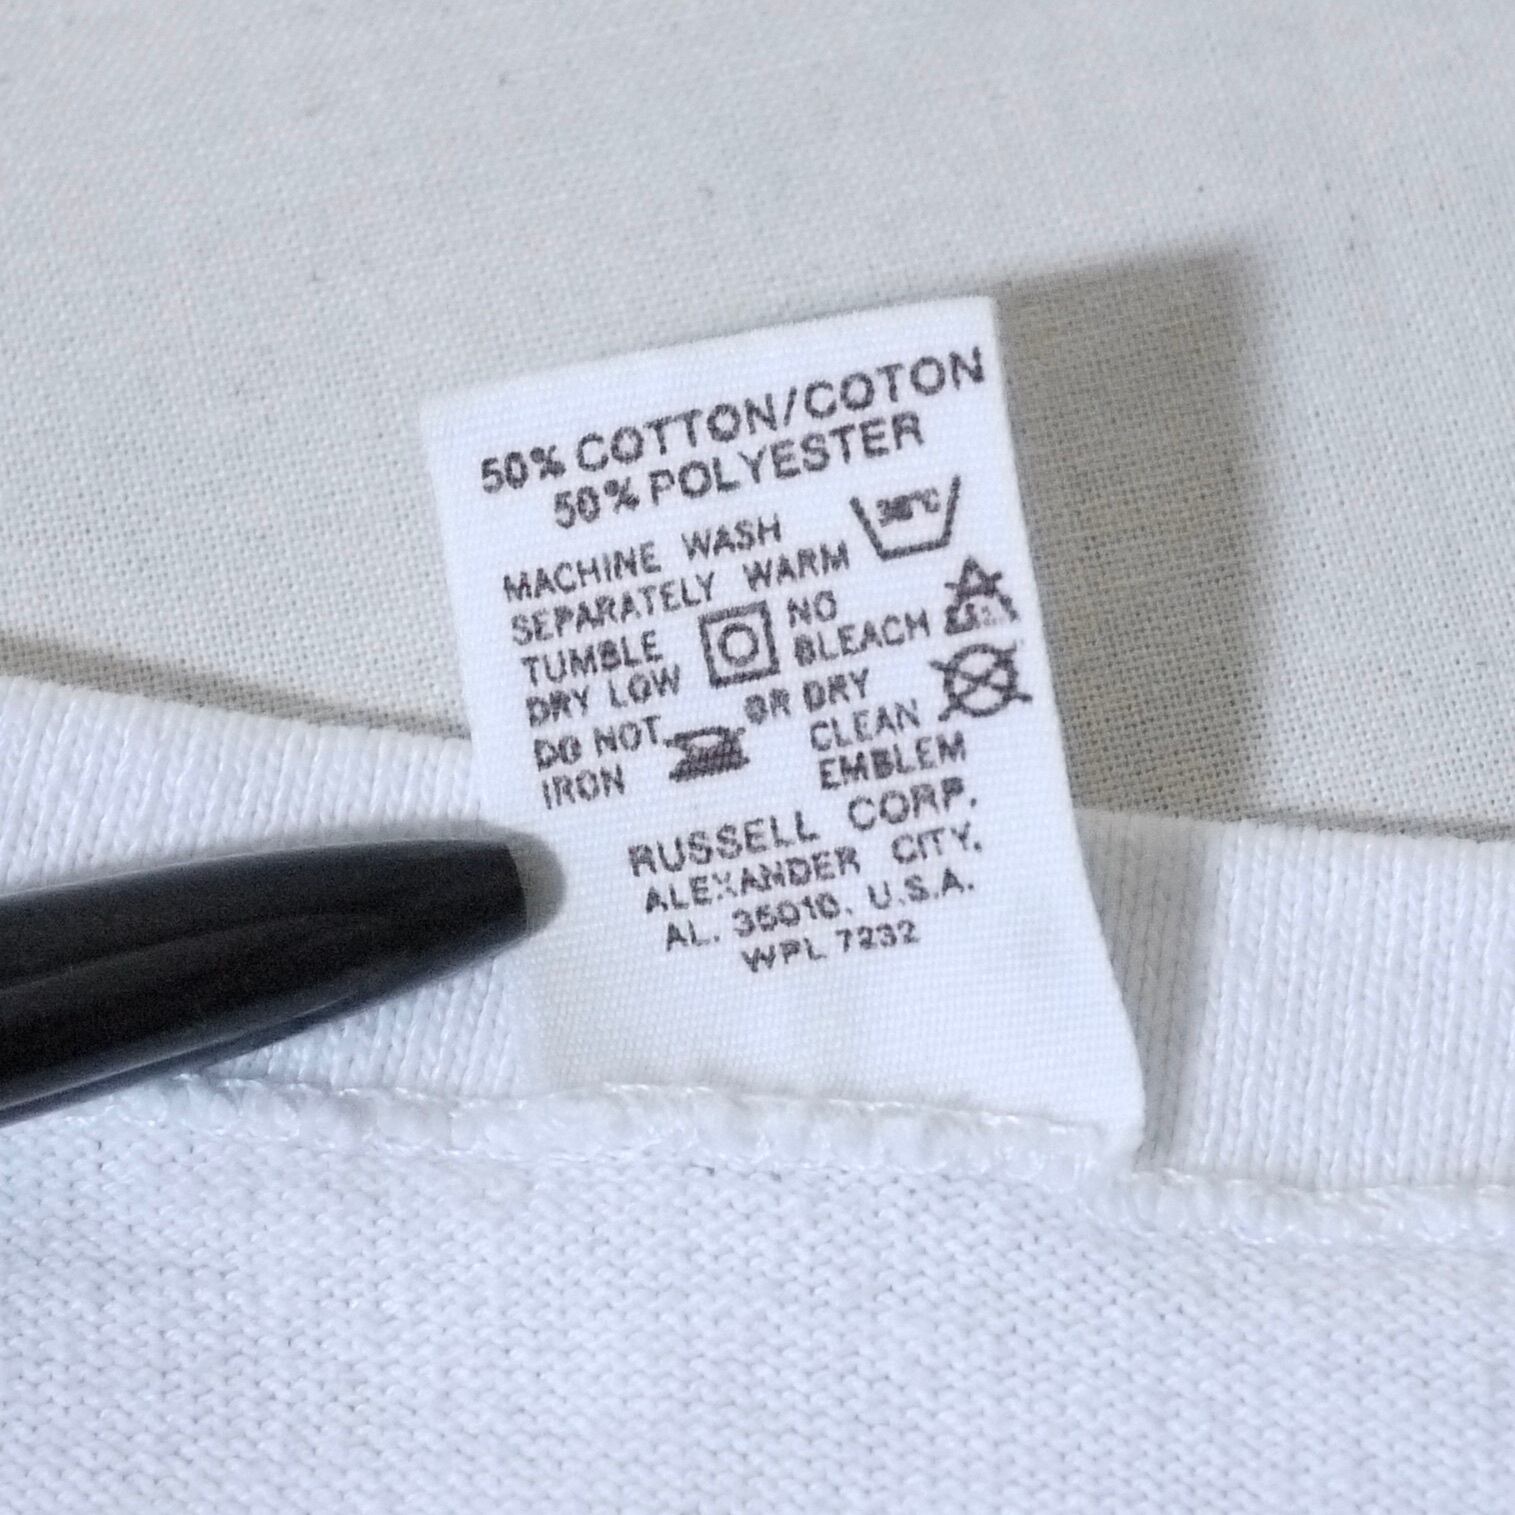 50% COTTON/COTON
50% POLYESTER
MACHINE WASH
SEPARATELY WARM
TUMBLE
DRY LOW
NO
BLEACH
DO NOT
IRON
OR DRY
CLEAN
EMBLEM
RUSSELL CORP.
ALEXANDER CITY,
AL. 35010. U.S.A.
WPL 7232